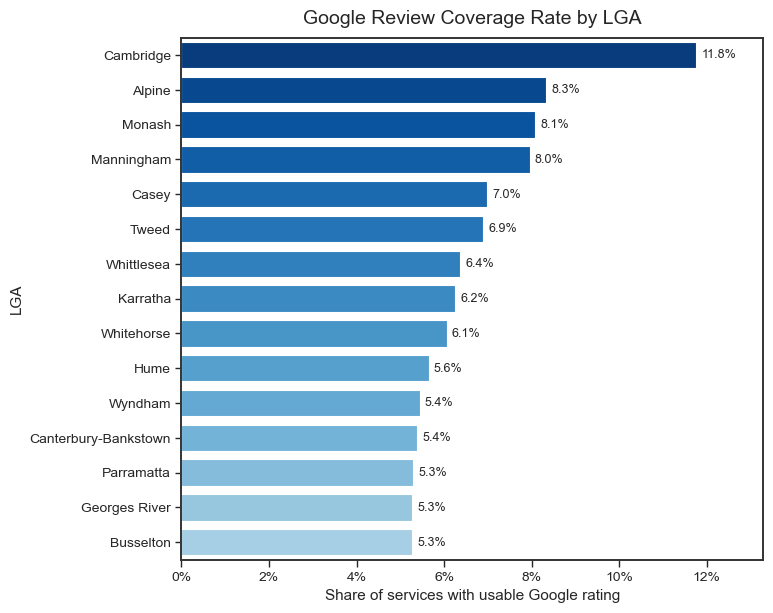 Google Review Coverage Rate by LGA
LGA
Cambridge 11.8%
Alpine 8.3%
Monash 8.1%
Manningham 8.0%
Casey 7.0%
Tweed 6.9%
Whittlesea 6.4%
Karratha 6.2%
Whitehorse 6.1%
Hume 5.6%
Wyndham 5.4%
Canterbury-Bankstown 5.4%
Parramatta 5.3%
Georges River 5.3%
Busselton 5.3%
0% 2% 4% 6% 8% 10% 12%
Share of services with usable Google rating